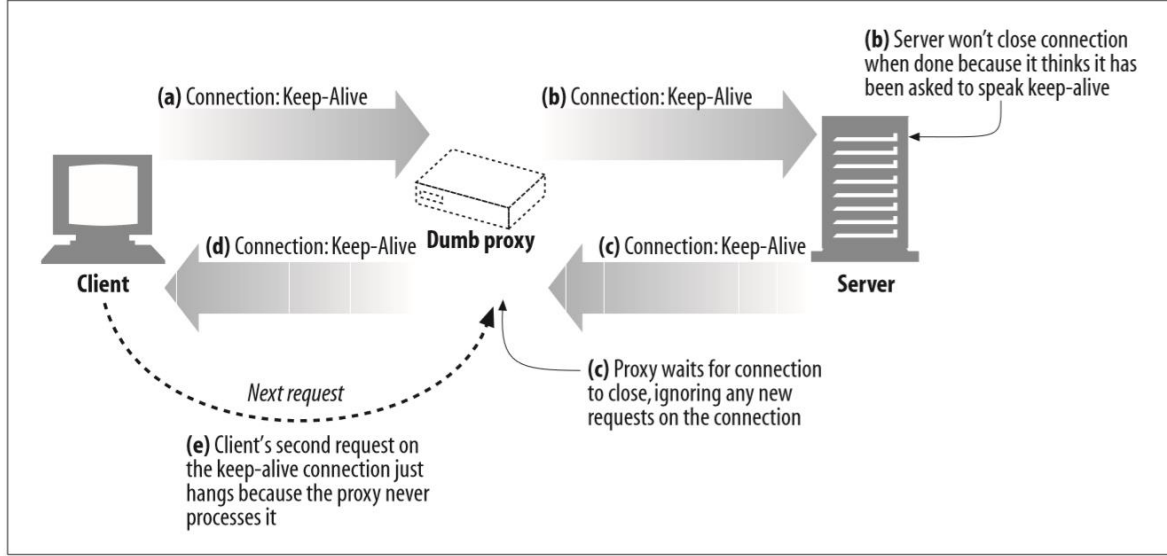 (b) Server won't close connection
when done because it thinks it has
been asked to speak keep-alive
(a) Connection: Keep-Alive
(b) Connection: Keep-Alive
Dumb proxy
(d) Connection: Keep-Alive
(c) Connection: Keep-Alive
Client
Server
(c) Proxy waits for connection
to close, ignoring any new
requests on the connection
Next request
(e) Client's second request on
the keep-alive connection just
hangs because the proxy never
processes it